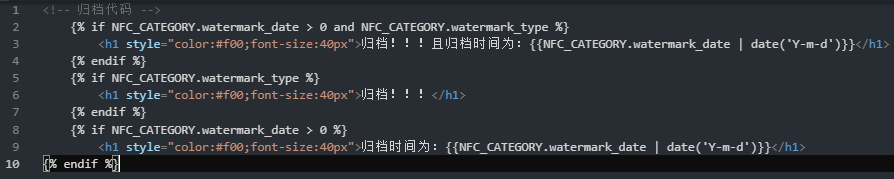 1 <!-- 归档代码 -->
2 {% if NFC_CATEGORY.watermark_date > 0 and NFC_CATEGORY.watermark_type %}
3 <h1 style="color:#f00;font-size:40px">归档！！！且归档时间为：{{NFC_CATEGORY.watermark_date | date('Y-m-d')}}</h1>
4 {% endif %}
5 {% if NFC_CATEGORY.watermark_type %}
6 <h1 style="color:#f00;font-size:40px">归档！！！</h1>
7 {% endif %}
8 {% if NFC_CATEGORY.watermark_date > 0 %}
9 <h1 style="color:#f00;font-size:40px">归档时间为：{{NFC_CATEGORY.watermark_date | date('Y-m-d')}}</h1>
10 {% endif %}